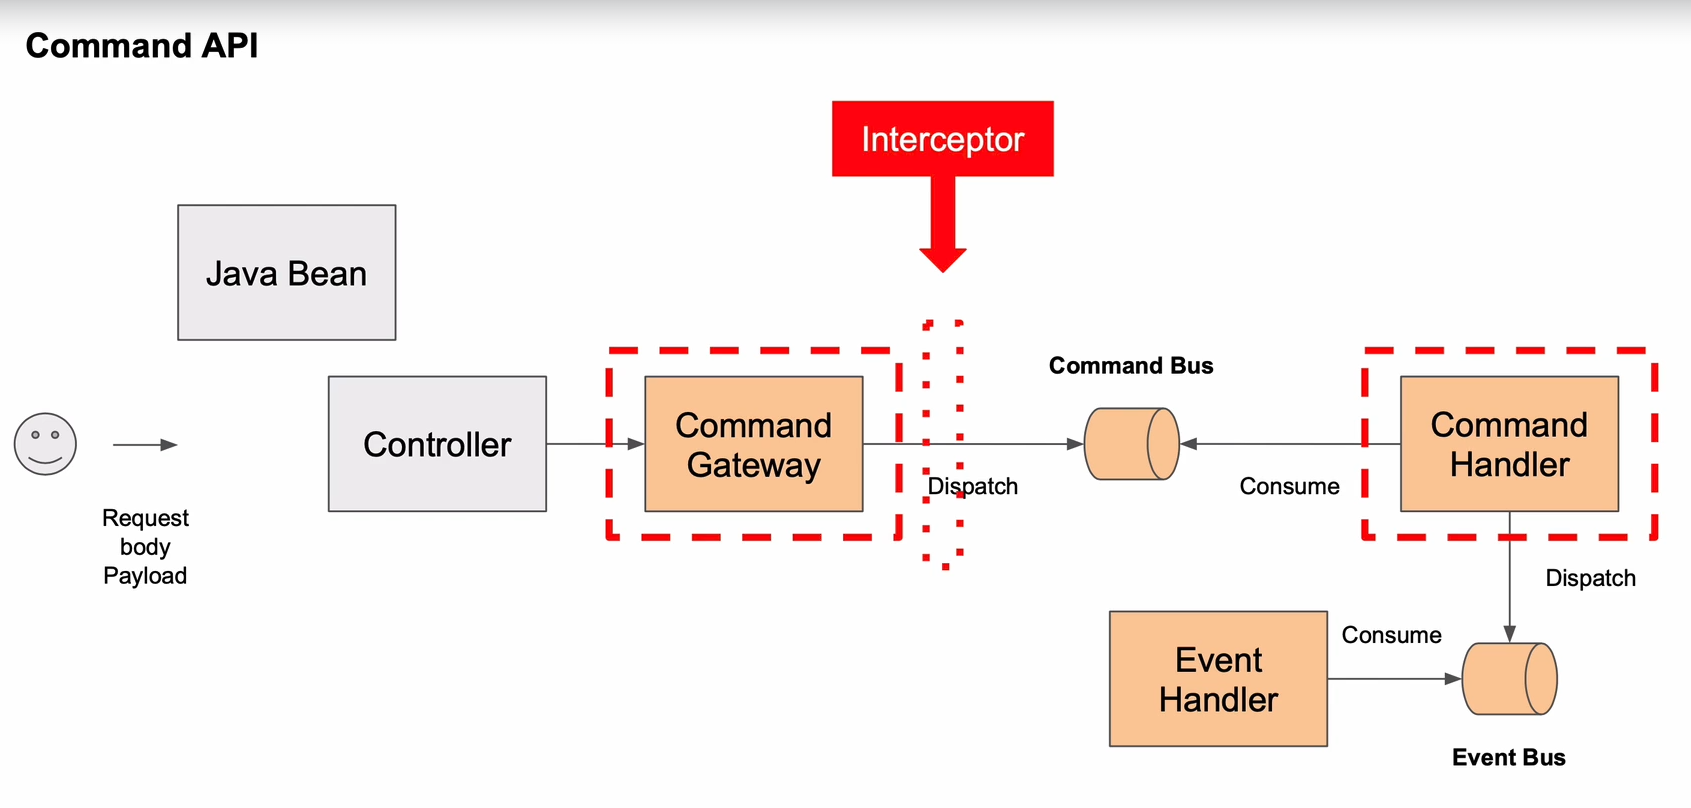 Command API
Interceptor
Java Bean
Controller
Command
Gateway
Command Bus
Command
Handler
Dispatch
Consume
Request
body
Payload
Dispatch
Consume
Event
Handler
Event Bus